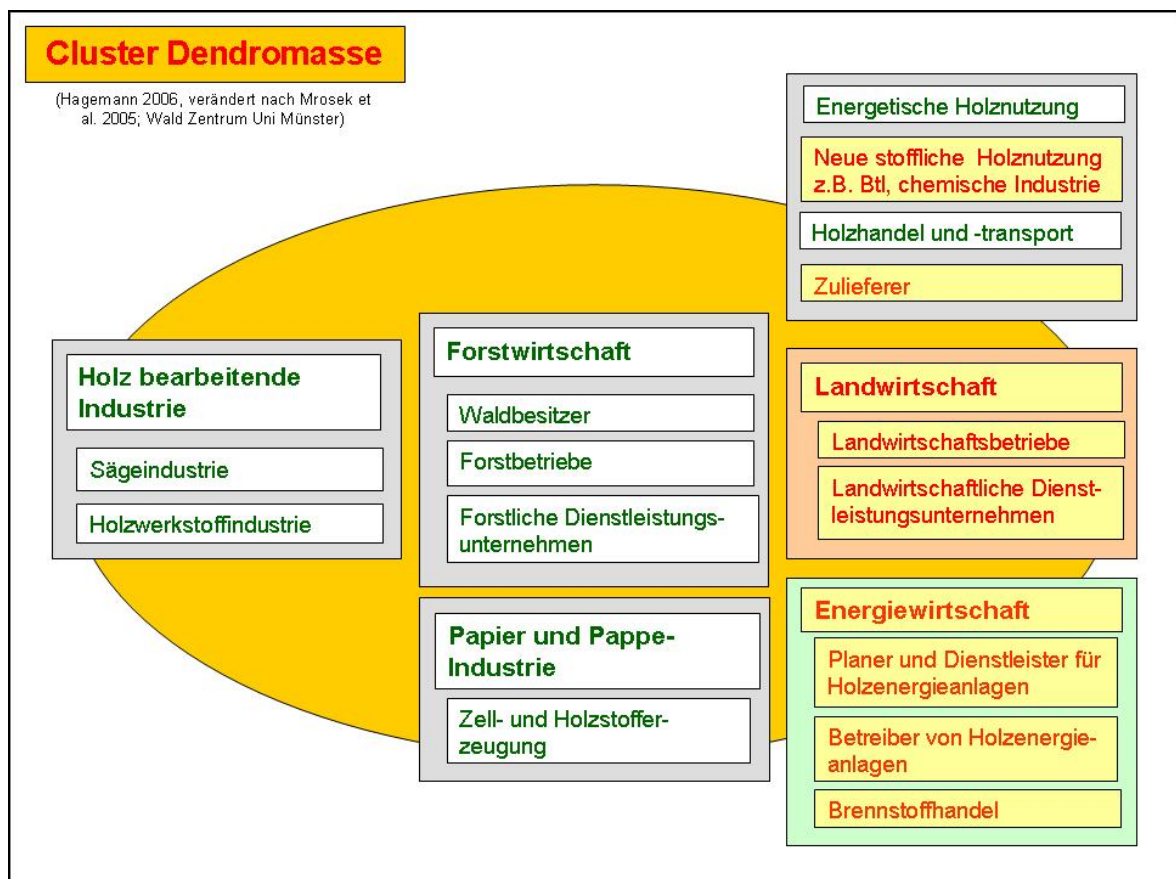 Cluster Dendromasse
(Hagemann 2006, verändert nach Mrosek et
al. 2005; Wald Zentrum Uni Münster)
Energetische Holznutzung
Neue stoffliche Holznutzung
z.B. Btl, chemische Industrie
Holzhandel und -transport
Zulieferer
Holz bearbeitende
Industrie
Sägeindustrie
Holzwerkstoffindustrie
Forstwirtschaft
Waldbesitzer
Forstbetriebe
Forstliche Dienstleistungs-
unternehmen
Papier und Pappe-
Industrie
Zell- und Holzstoffer-
zeugung
Landwirtschaft
Landwirtschaftsbetriebe
Landwirtschaftliche Dienst-
leistungsunternehmen
Energiewirtschaft
Planer und Dienstleister für
Holzenergieanlagen
Betreiber von Holzenergie-
anlagen
Brennstoffhandel